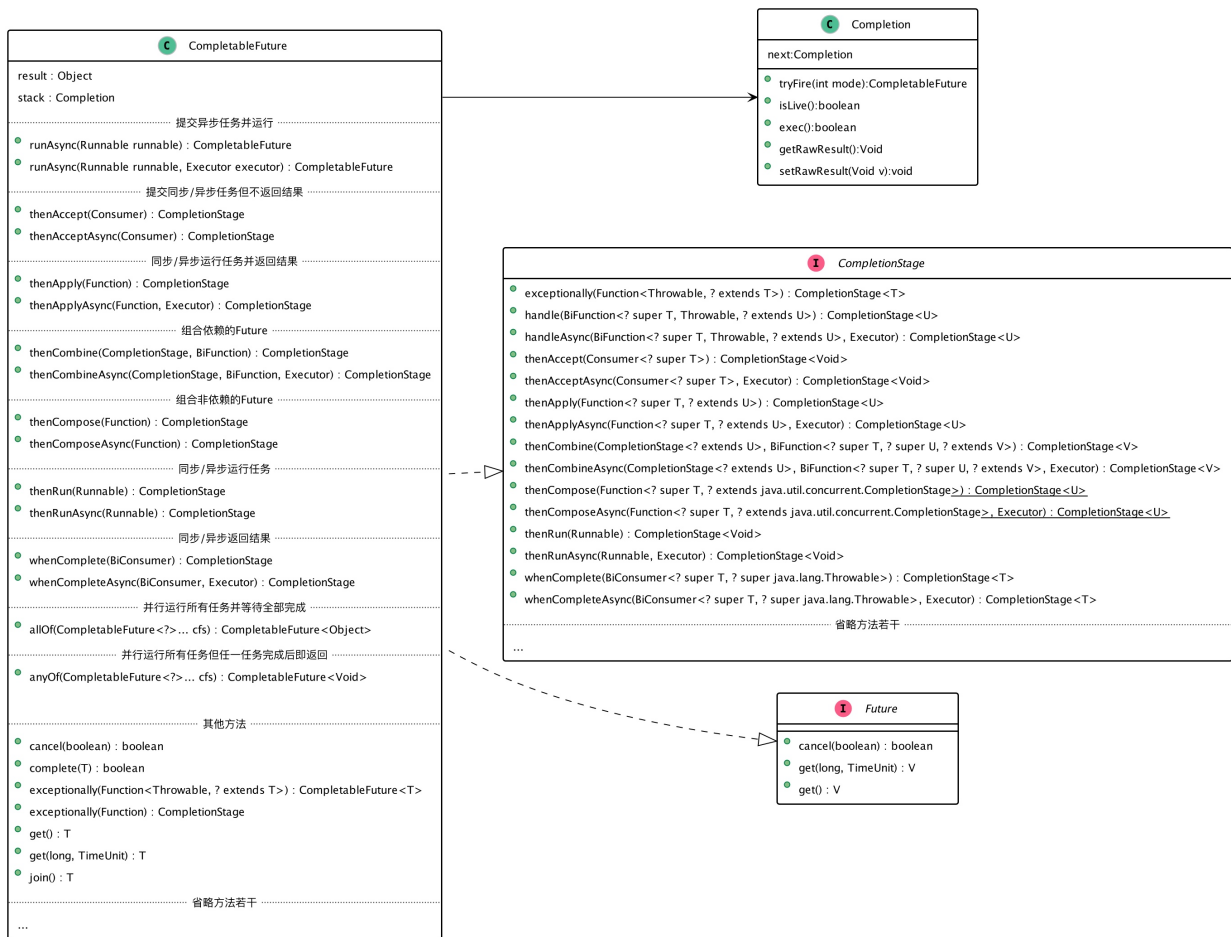 C CompletableFuture
result : Object
stack : Completion
提交异步任务并运行
runAsync(Runnable runnable) : CompletableFuture
runAsync(Runnable runnable, Executor executor) : CompletableFuture
提交同步/异步任务但不返回结果
thenAccept(Consumer) : CompletionStage
thenAcceptAsync(Consumer) : CompletionStage
同步/异步运行任务并返回结果
thenApply(Function) : CompletionStage
thenApplyAsync(Function, Executor) : CompletionStage
组合依赖的Future
thenCombine(CompletionStage, BiFunction) : CompletionStage
thenCombineAsync(CompletionStage, BiFunction, Executor) : CompletionStage
组合非依赖的Future
thenCompose(Function) : CompletionStage
thenComposeAsync(Function) : CompletionStage
同步/异步运行任务
thenRun(Runnable) : CompletionStage
thenRunAsync(Runnable) : CompletionStage
同步/异步返回结果
whenComplete(BiConsumer) : CompletionStage
whenCompleteAsync(BiConsumer, Executor) : CompletionStage
并行运行所有任务并等待全部完成
allOf(CompletableFuture<?>... cfs) : CompletableFuture<Object>
并行运行所有任务但任一任务完成后即返回
anyOf(CompletableFuture<?>... cfs) : CompletableFuture<Void>
其他方法
cancel(boolean) : boolean
complete(T) : boolean
exceptionally(Function<Throwable, ? extends T>) : CompletableFuture<T>
exceptionally(Function) : CompletionStage
get() : T
get(long, TimeUnit) : T
join() : T
省略方法若干
...
C Completion
next:Completion
tryFire(int mode):CompletableFuture
isLive():boolean
exec():boolean
getRawResult():Void
setRawResult(Void v):void
I CompletionStage
exceptionally(Function<Throwable, ? extends T>) : CompletionStage<T>
handle(BiFunction<? super T, Throwable, ? extends U>) : CompletionStage<U>
handleAsync(BiFunction<? super T, Throwable, ? extends U>, Executor) : CompletionStage<U>
thenAccept(Consumer<? super T>) : CompletionStage<Void>
thenAcceptAsync(Consumer<? super T>, Executor) : CompletionStage<Void>
thenApply(Function<? super T, ? extends U>) : CompletionStage<U>
thenApplyAsync(Function<? super T, ? extends U>, Executor) : CompletionStage<U>
thenCombine(CompletionStage<? extends U>, BiFunction<? super T, ? super U, ? extends V>) : CompletionStage<V>
thenCombineAsync(CompletionStage<? extends U>, BiFunction<? super T, ? super U, ? extends V>, Executor) : CompletionStage<V>
thenCompose(Function<? super T, ? extends java.util.concurrent.CompletionStage>) : CompletionStage<U>
thenComposeAsync(Function<? super T, ? extends java.util.concurrent.CompletionStage>, Executor) : CompletionStage<U>
thenRun(Runnable) : CompletionStage<Void>
thenRunAsync(Runnable, Executor) : CompletionStage<Void>
whenComplete(BiConsumer<? super T, ? super java.lang.Throwable>) : CompletionStage<T>
whenCompleteAsync(BiConsumer<? super T, ? super java.lang.Throwable>, Executor) : CompletionStage<T>
省略方法若干
...
I Future
cancel(boolean) : boolean
get(long, TimeUnit) : V
get() : V